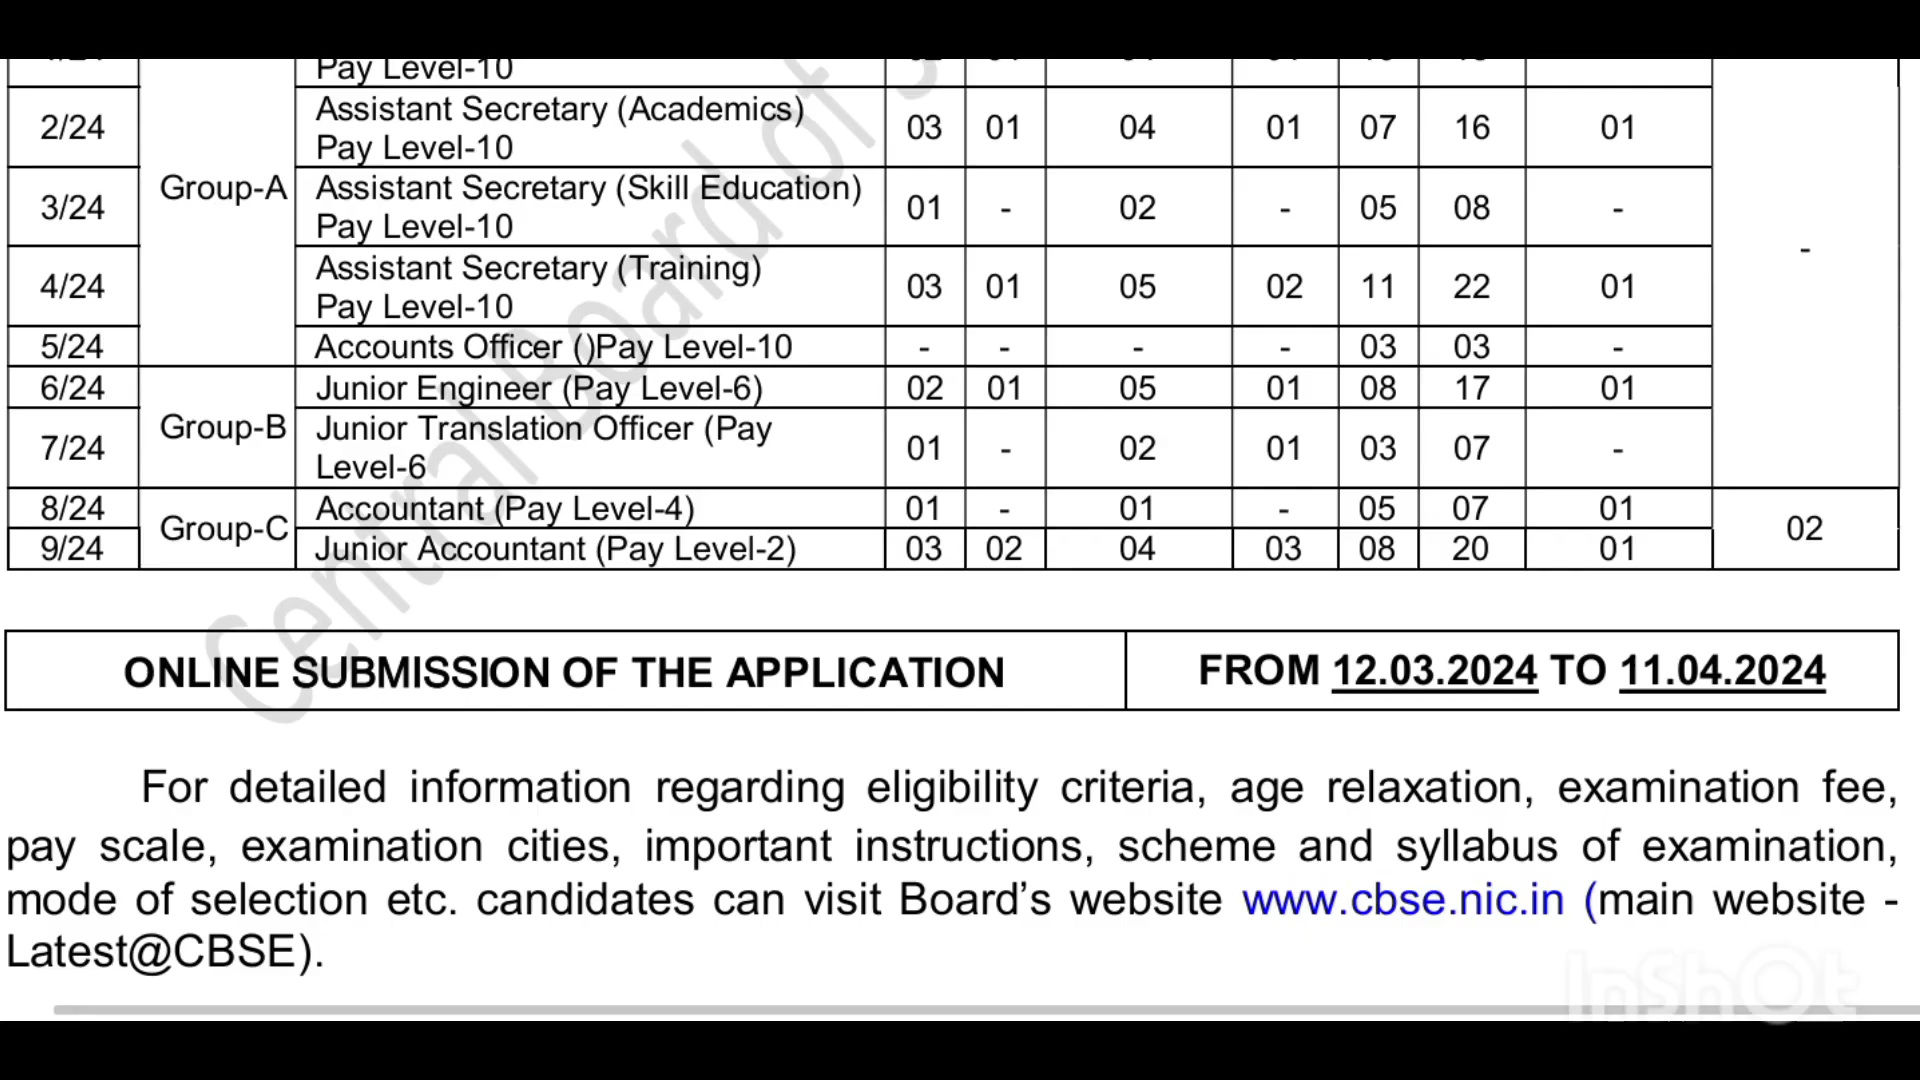 Pay Level-10
2/24 Assistant Secretary (Academics) Pay Level-10 03 01 04 01 07 16 01
Group-A
3/24 Assistant Secretary (Skill Education) Pay Level-10 01 - 02 - 05 08 -
-
4/24 Assistant Secretary (Training) Pay Level-10 03 01 05 02 11 22 01
5/24 Accounts Officer ()Pay Level-10 - - - - 03 03 -
6/24 Junior Engineer (Pay Level-6) 02 01 05 01 08 17 01
Group-B
7/24 Junior Translation Officer (Pay Level-6 01 - 02 01 03 07 -
8/24 Accountant (Pay Level-4) 01 - 01 - 05 07 01
Group-C 02
9/24 Junior Accountant (Pay Level-2) 03 02 04 03 08 20 01
Central Board of
ONLINE SUBMISSION OF THE APPLICATION FROM 12.03.2024 TO 11.04.2024
For detailed information regarding eligibility criteria, age relaxation, examination fee,
pay scale, examination cities, important instructions, scheme and syllabus of examination,
mode of selection etc. candidates can visit Board’s website www.cbse.nic.in (main website -
Latest@CBSE).
InShOt